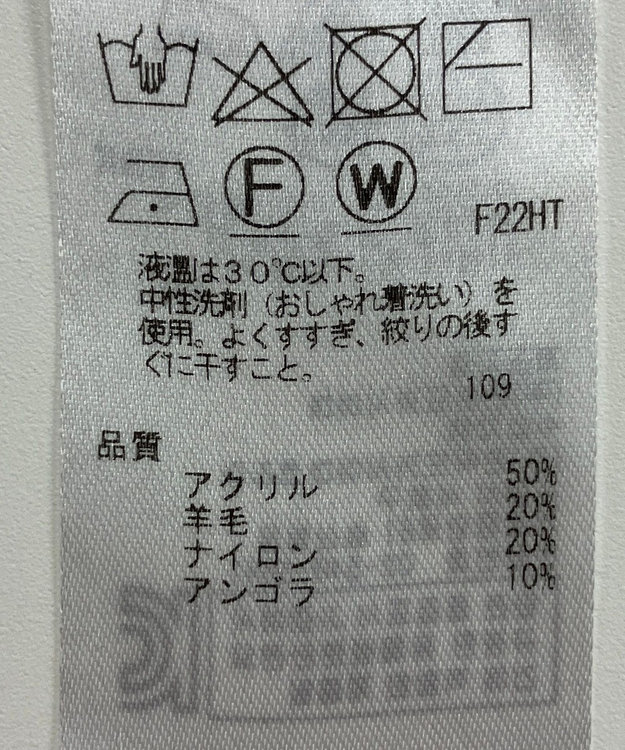 F
W
F22HT
液温は30℃以下。
中性洗剤（おしゃれ着洗い）を
使用。よくすすぎ、絞りの後す
ぐに干すこと。
109
品質
アクリル 50%
羊毛 20%
ナイロン 20%
アンゴラ 10%